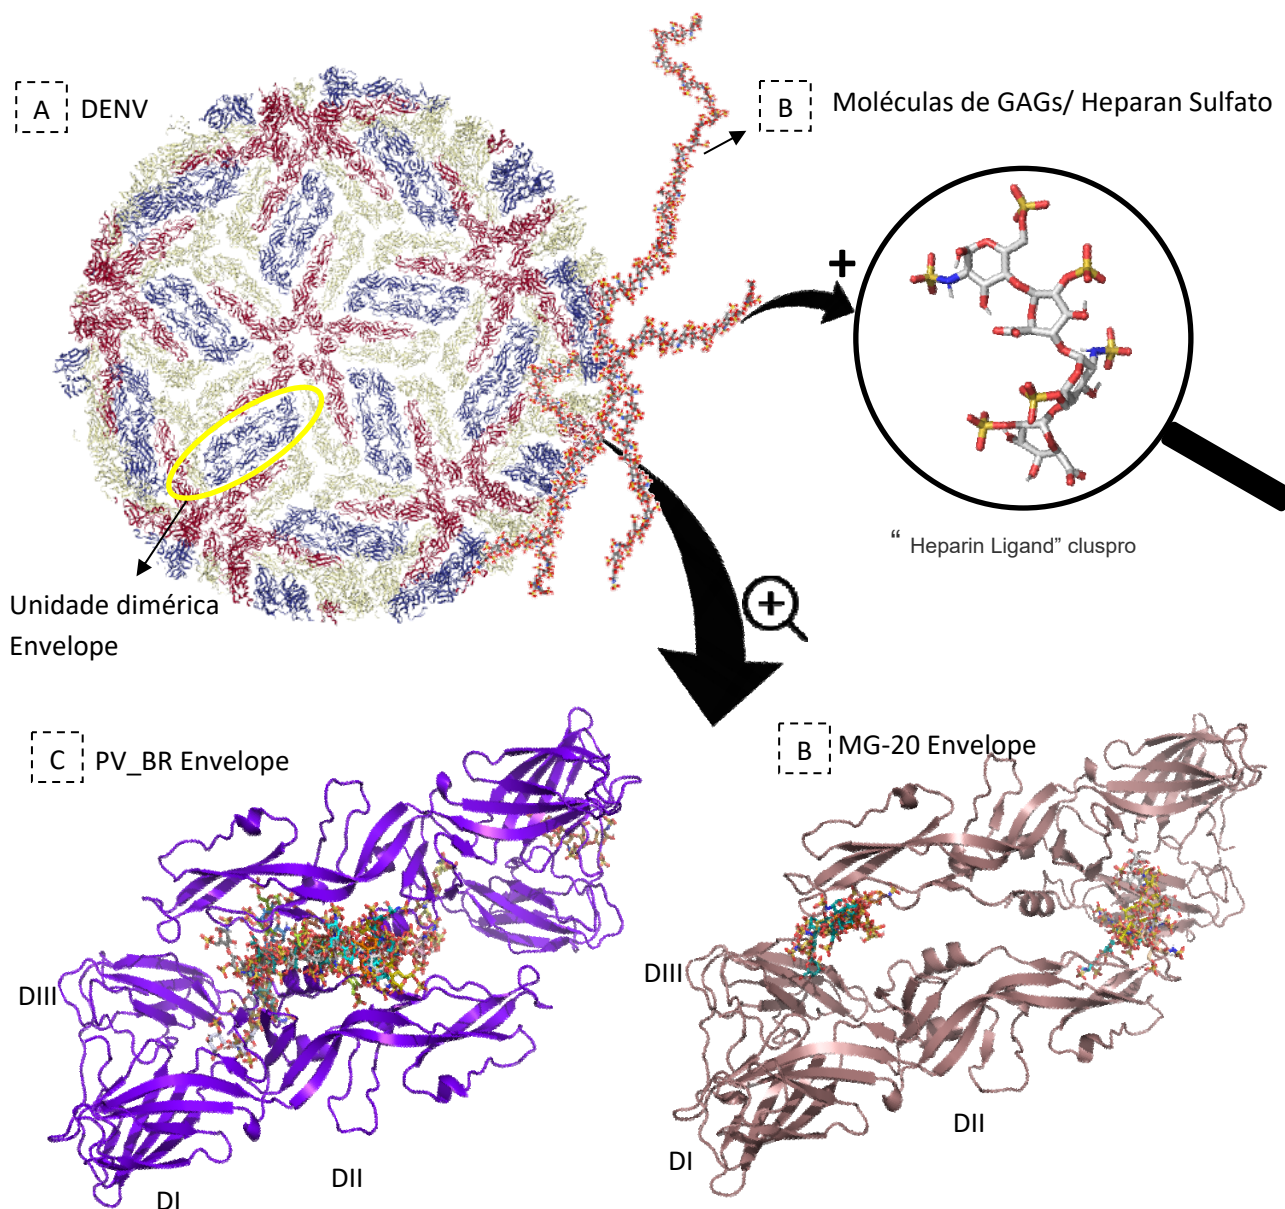 A DENV
B Moléculas de GAGs/ Heparan Sulfato
“ Heparin Ligand” cluspro
Unidade dimérica
Envelope
C PV_BR Envelope
B MG-20 Envelope
DIII
DII
DI
DIII
DII
DI